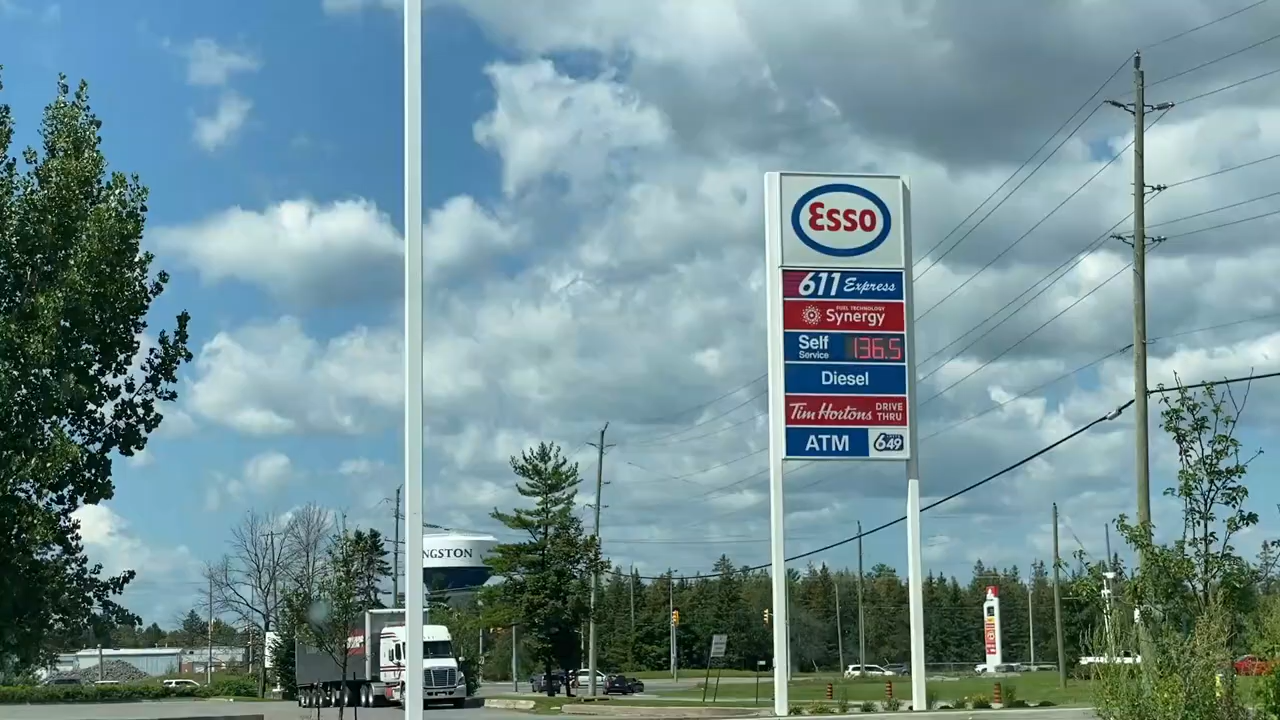 Esso
611 Express
FUEL TECHNOLOGY
Synergy
Self
Service
136.5
Diesel
Tim Hortons DRIVE THRU
ATM 649
NGSTON